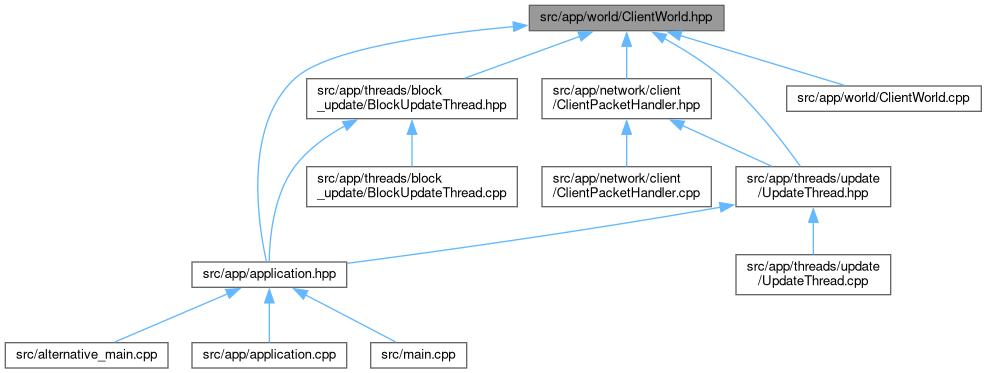 src/app/world/ClientWorld.hpp
src/app/threads/block
_update/BlockUpdateThread.hpp
src/app/network/client
/ClientPacketHandler.hpp
src/app/world/ClientWorld.cpp
src/app/threads/block
_update/BlockUpdateThread.cpp
src/app/network/client
/ClientPacketHandler.cpp
src/app/threads/update
/UpdateThread.hpp
src/app/application.hpp
src/app/threads/update
/UpdateThread.cpp
src/alternative_main.cpp
src/app/application.cpp
src/main.cpp